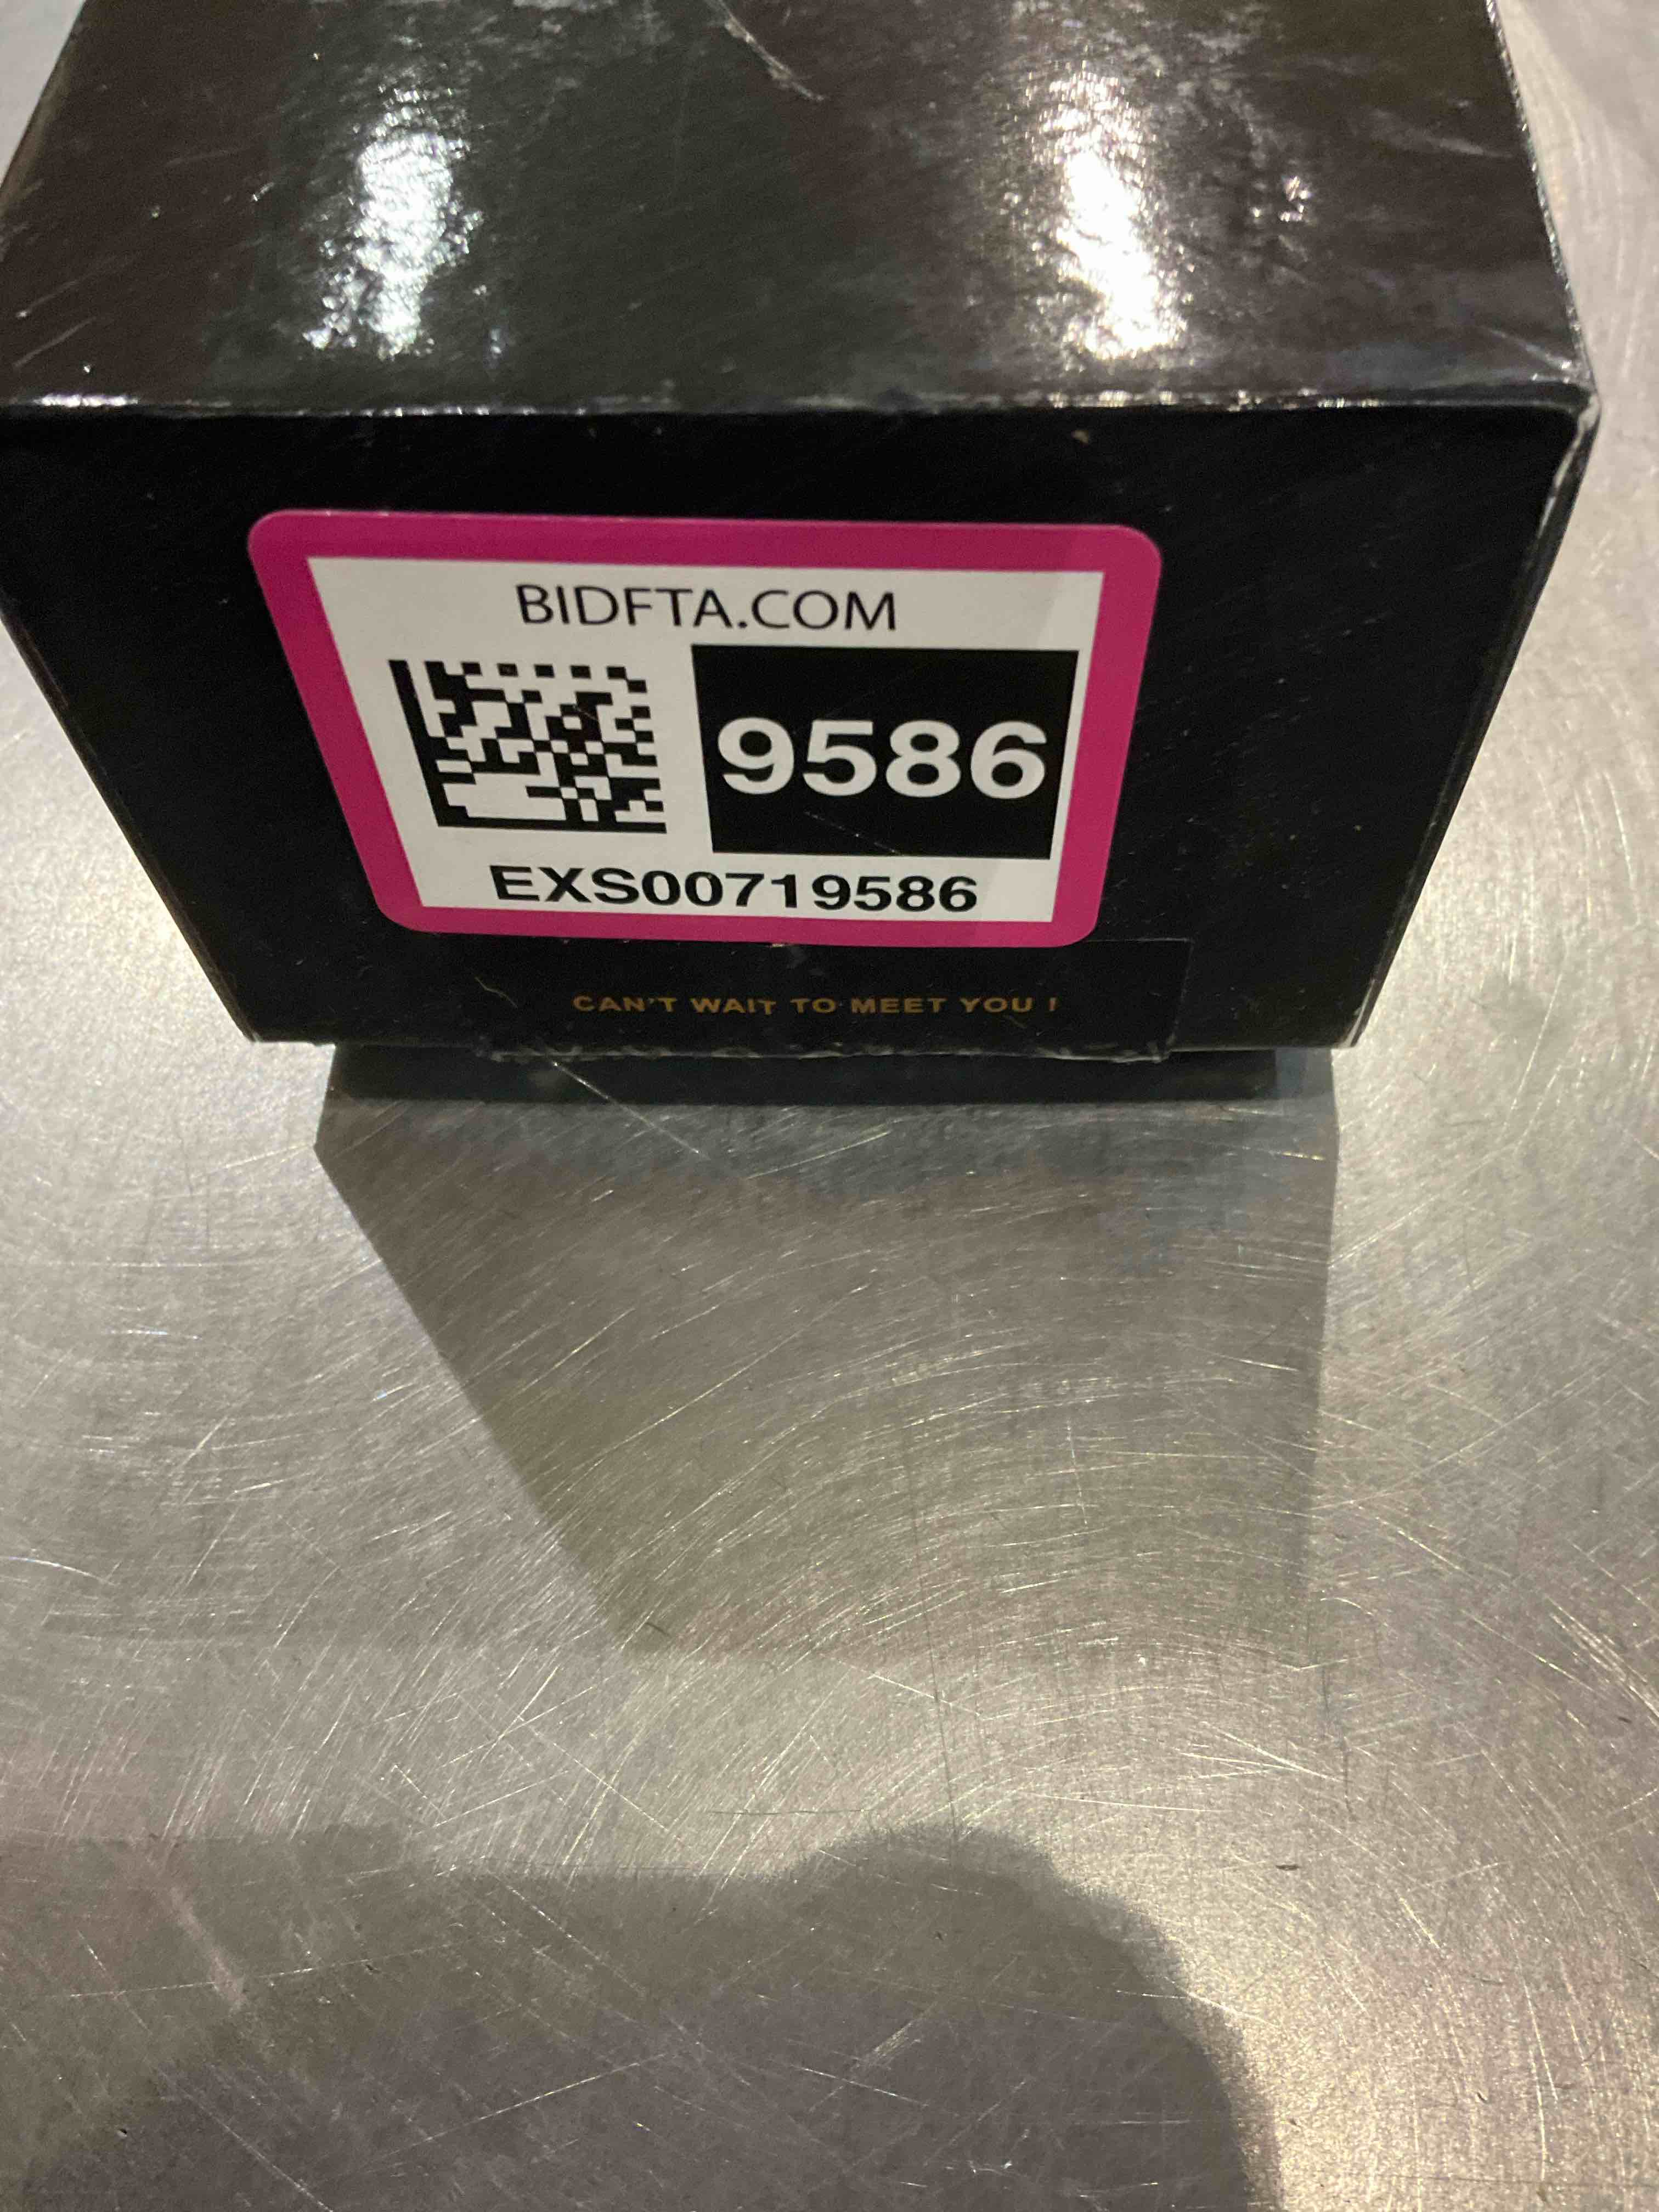 BIDFTA.COM
9586
EXS00719586
CAN'T WAIT TO MEET YOU !